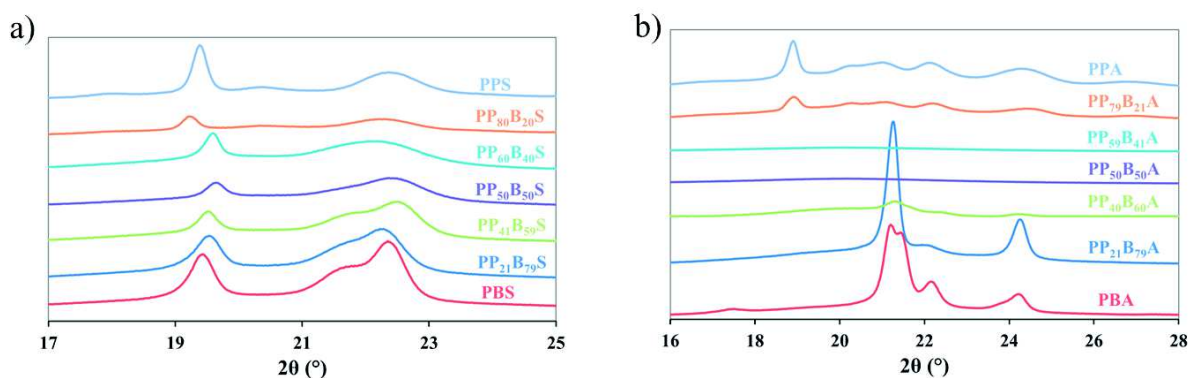 a)
PPS
PP₈₀B₂₀S
PP₆₀B₄₀S
PP₅₀B₅₀S
PP₄₁B₅₉S
PP₂₁B₇₉S
PBS
17 19 21 23 25
2θ (°)
b)
PPA
PP₇₉B₂₁A
PP₅₉B₄₁A
PP₅₀B₅₀A
PP₄₀B₆₀A
PP₂₁B₇₉A
PBA
16 18 20 22 24 26 28
2θ (°)